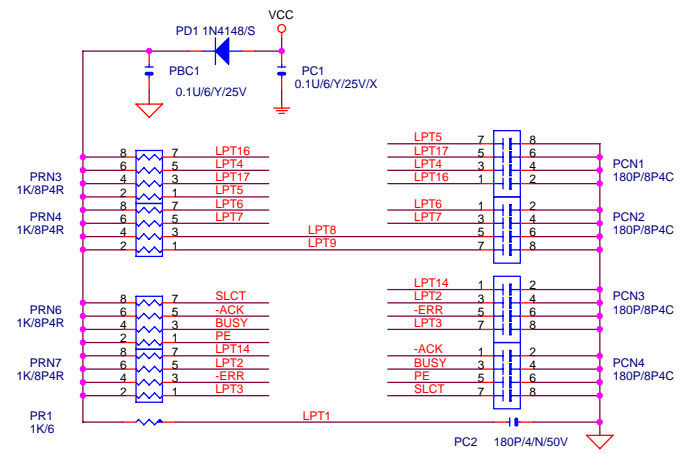 VCC
PD1 1N4148/S
PBC1
0.1U/6/Y/25V
PC1
0.1U/6/Y/25V/X
PRN3
1K/8P4R
8 7 LPT16
6 5 LPT4
4 3 LPT17
2 1 LPT5
PRN4
1K/8P4R
8 7 LPT6
6 5 LPT7
4 3 LPT8
2 1 LPT9
LPT5 7 8
LPT17 5 6
LPT4 3 4
LPT16 1 2
PCN1
180P/8P4C
LPT6 1 2
LPT7 3 4
5 6
7 8
PCN2
180P/8P4C
PRN6
1K/8P4R
8 7 SLCT
6 5 -ACK
4 3 BUSY
2 1 PE
PRN7
1K/8P4R
8 7 LPT14
6 5 LPT2
4 3 -ERR
2 1 LPT3
LPT14 1 2
LPT2 3 4
-ERR 5 6
LPT3 7 8
PCN3
180P/8P4C
-ACK 1 2
BUSY 3 4
PE 5 6
SLCT 7 8
PCN4
180P/8P4C
PR1
1K/6
LPT1
PC2 180P/4/N/50V